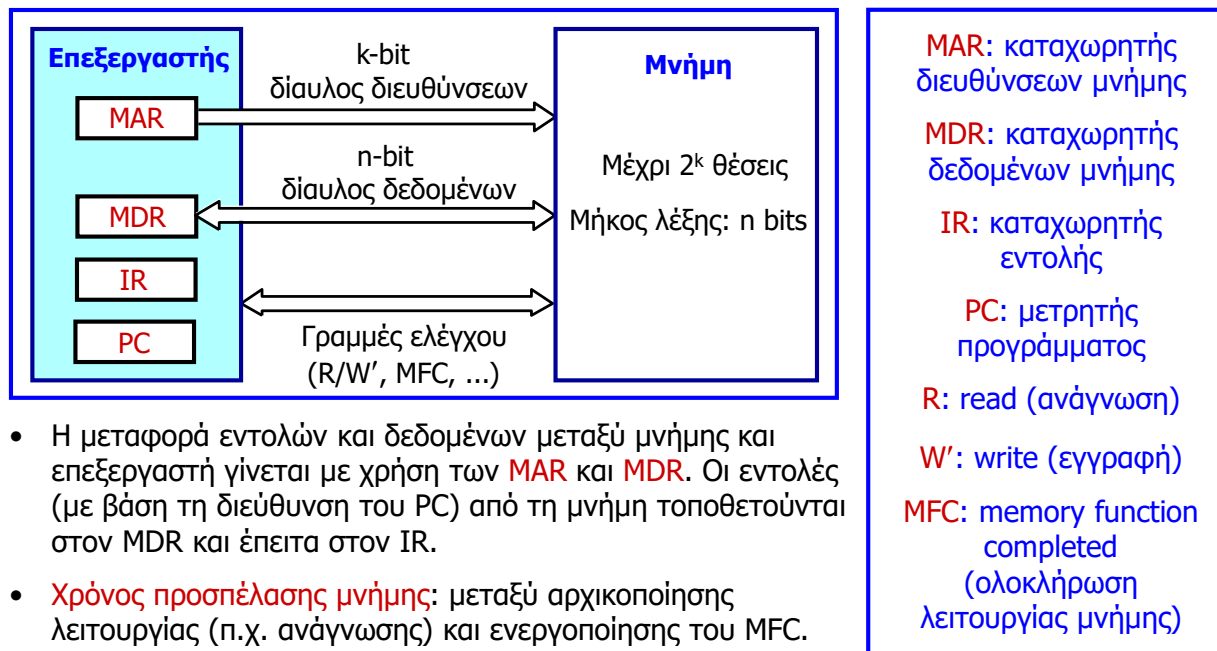 Επεξεργαστής
MAR
MDR
IR
PC
k-bit
δίαυλος διευθύνσεων
n-bit
δίαυλος δεδομένων
Γραμμές ελέγχου
(R/W′, MFC, ...)
Μνήμη
Μέχρι 2ᵏ θέσεις
Μήκος λέξης: n bits
• Η μεταφορά εντολών και δεδομένων μεταξύ μνήμης και
επεξεργαστή γίνεται με χρήση των MAR και MDR. Οι εντολές
(με βάση τη διεύθυνση του PC) από τη μνήμη τοποθετούνται
στον MDR και έπειτα στον IR.
• Χρόνος προσπέλασης μνήμης: μεταξύ αρχικοποίησης
λειτουργίας (π.χ. ανάγνωσης) και ενεργοποίησης του MFC.
MAR: καταχωρητής
διευθύνσεων μνήμης
MDR: καταχωρητής
δεδομένων μνήμης
IR: καταχωρητής
εντολής
PC: μετρητής
προγράμματος
R: read (ανάγνωση)
W′: write (εγγραφή)
MFC: memory function
completed
(ολοκλήρωση
λειτουργίας μνήμης)